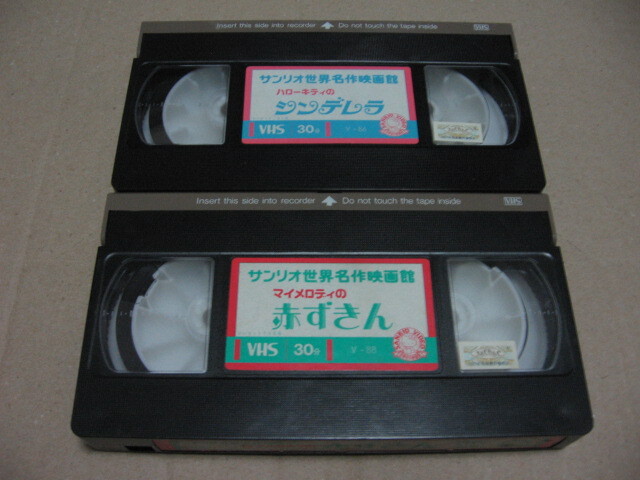 Insert this side into recorder Do not touch the tape inside VHS
サンリオ世界名作映画館
ハローキティの
シンデレラ
VHS 30分
Insert this side into recorder Do not touch the tape inside VHS
サンリオ世界名作映画館
マイメロディの
赤ずきん
VHS 30分
SANRIO VIDEO